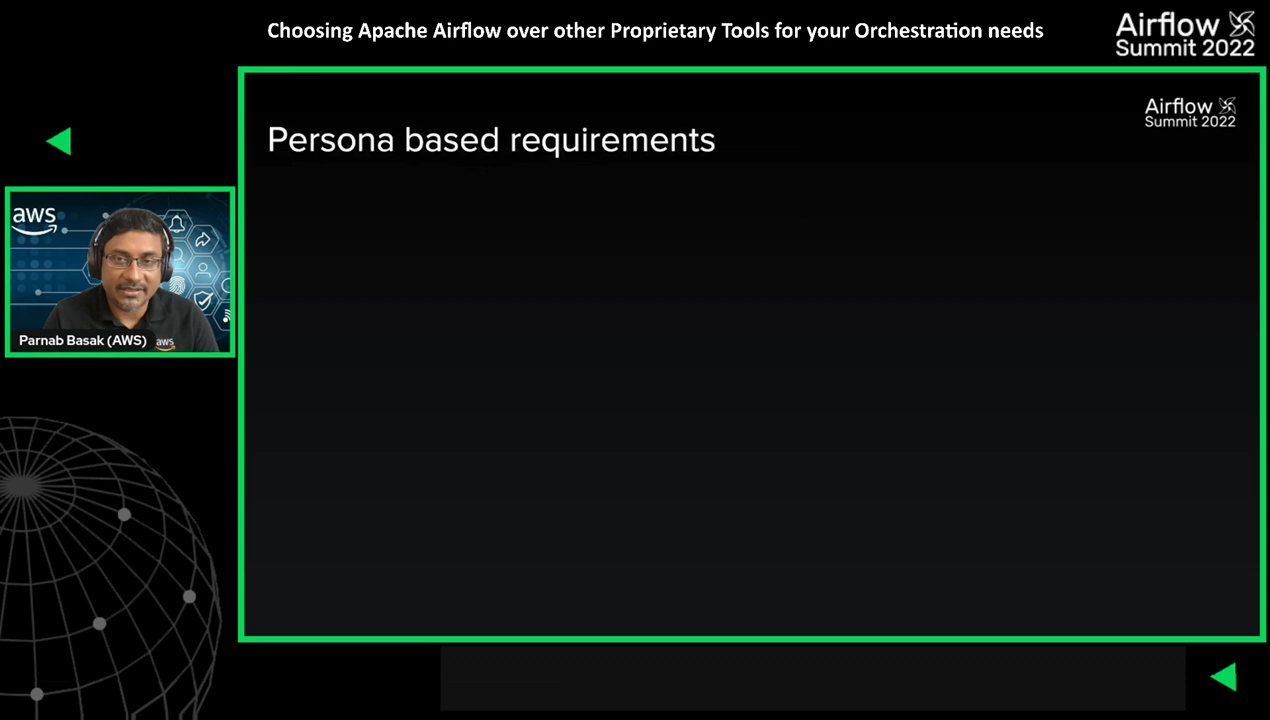 Choosing Apache Airflow over other Proprietary Tools for your Orchestration needs
Airflow
Summit 2022
Airflow
Summit 2022
Persona based requirements
aws
Parnab Basak (AWS)
aws